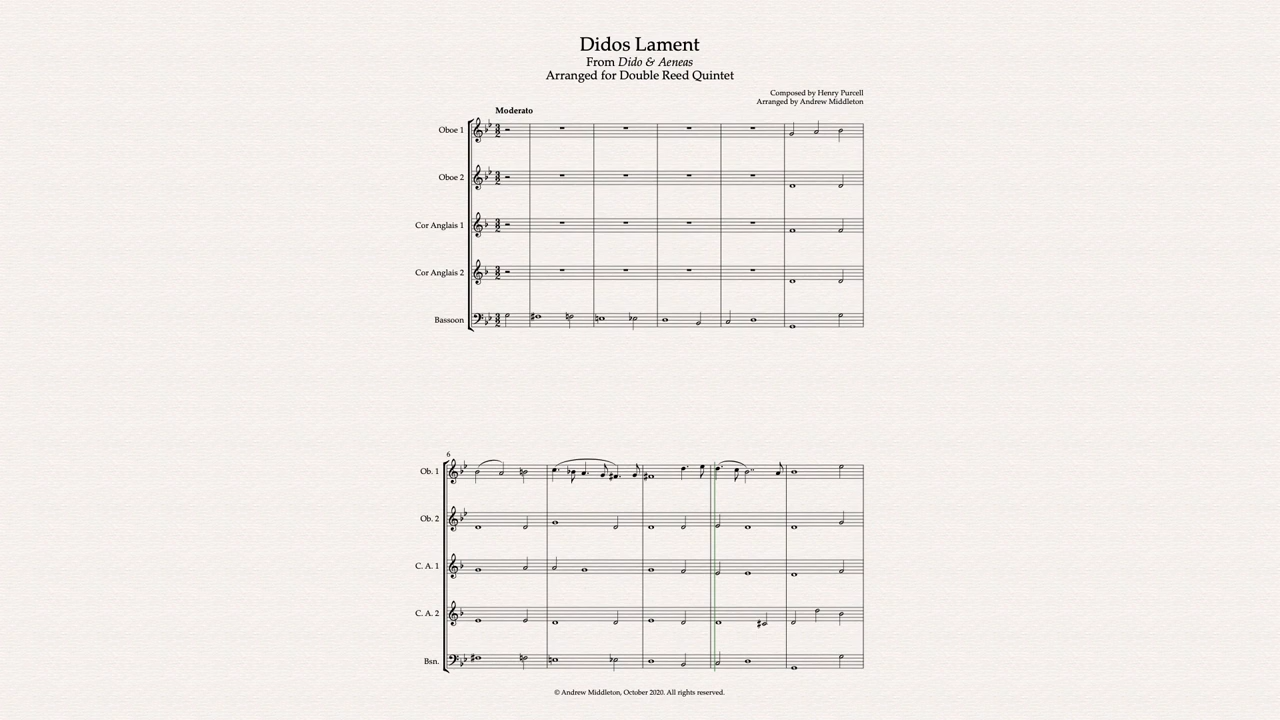 Didos Lament
From Dido & Aeneas
Arranged for Double Reed Quintet
Composed by Henry Purcell
Arranged by Andrew Middleton
Moderato
Oboe 1
Oboe 2
Cor Anglais 1
Cor Anglais 2
Bassoon
6
Ob. 1
Ob. 2
C. A. 1
C. A. 2
Bsn.
© Andrew Middleton, October 2020. All rights reserved.